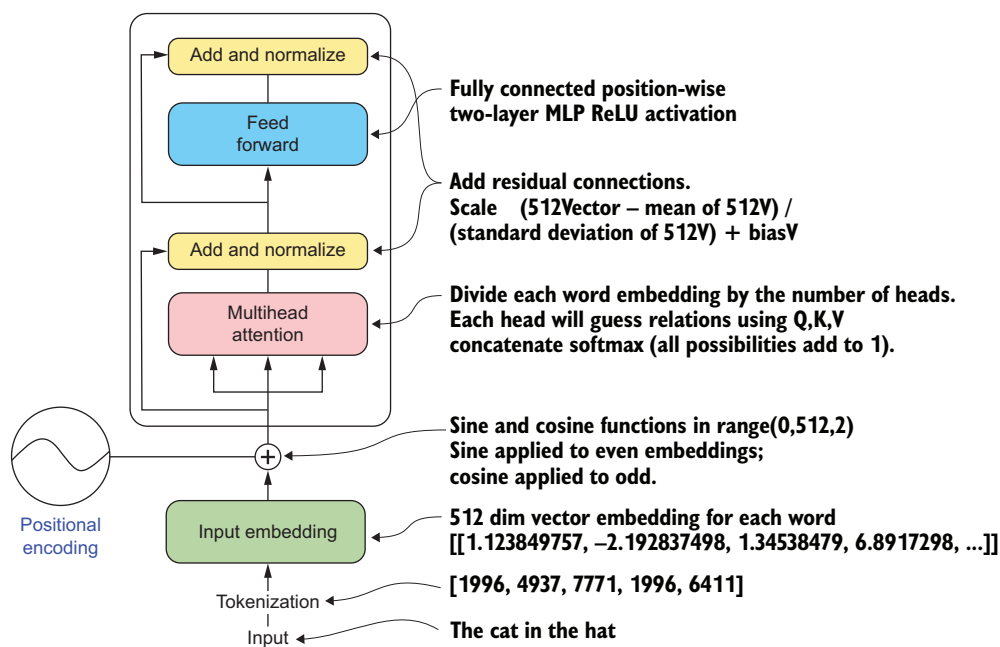 Add and normalize
Fully connected position-wise
two-layer MLP ReLU activation
Feed
forward
Add residual connections.
Scale (512Vector – mean of 512V) /
(standard deviation of 512V) + biasV
Add and normalize
Divide each word embedding by the number of heads.
Each head will guess relations using Q,K,V
concatenate softmax (all possibilities add to 1).
Multihead
attention
Sine and cosine functions in range(0,512,2)
Sine applied to even embeddings;
cosine applied to odd.
+
Positional
encoding
Input embedding
512 dim vector embedding for each word
[[1.123849757, –2.192837498, 1.34538479, 6.8917298, ...]]
Tokenization
[1996, 4937, 7771, 1996, 6411]
Input
The cat in the hat